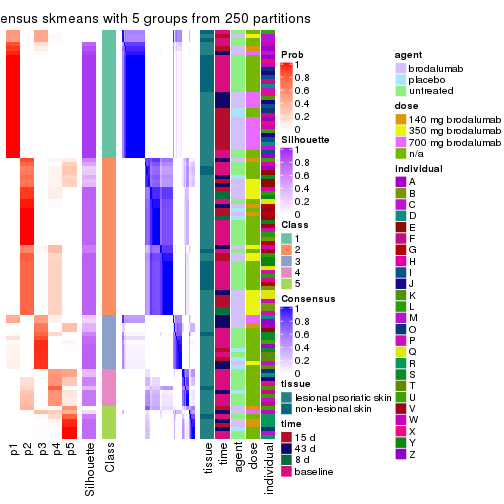 ensus skmeans with 5 groups from 250 partitions
Prob
1
0.8
0.6
0.4
0.2
0
Silhouette
1
0.8
0.6
0.4
0.2
0
Class
1
2
3
4
5
Consensus
1
0.8
0.6
0.4
0.2
0
tissue
lesional psoriatic skin
non-lesional skin
time
15 d
43 d
8 d
baseline
agent
brodalumab
placebo
untreated
dose
140 mg brodalumab
350 mg brodalumab
700 mg brodalumab
n/a
individual
A
B
C
D
E
F
G
H
I
J
K
L
M
O
P
Q
R
S
T
U
V
W
X
Y
Z
p1
p2
p3
p4
p5
Silhouette
Class
tissue
time
agent
dose
individual